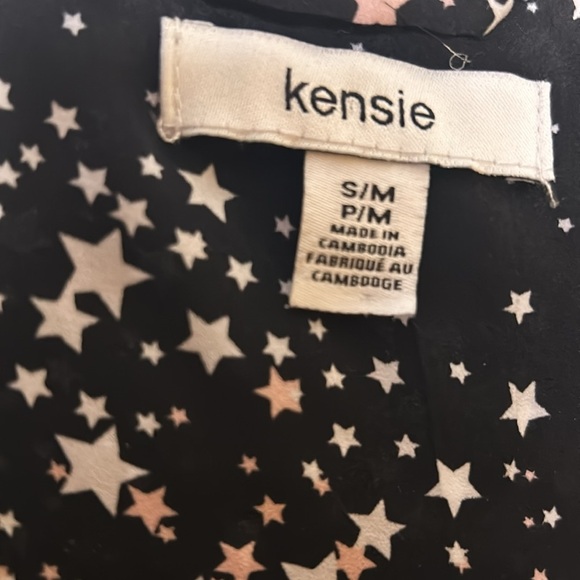 kensie
S/M
P/M
MADE IN
CAMBODIA
FABRIQUÉ AU
CAMBODGE